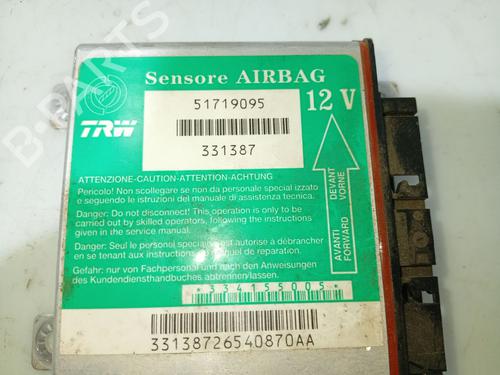 Sensore AIRBAG
51719095
12 V
TRW
331387
ATTENZIONE-CAUTION-ATTENTION-ACHTUNG
Pericolo! Non scollegare se non da personale special izzato
e seguendo le istruzioni del manuale di assistenza tecnica.
Danger: Do not disconnect! This operation is only to be
carried out by skilled operators, following the instructions
given in the service manual.
Danger: Seul le personel specialisé est autorise à débrancher
en se tenant aux instructions du manuel de reparation.
Gefahr: nur von Fachpersonal und nach den Anweisungen
des Kundendiensthandbuches abtrennen/lassen.
AVANTI DEVANT
FORWARD VORNE
*334155005*
33138726540870AA
B-PARTS